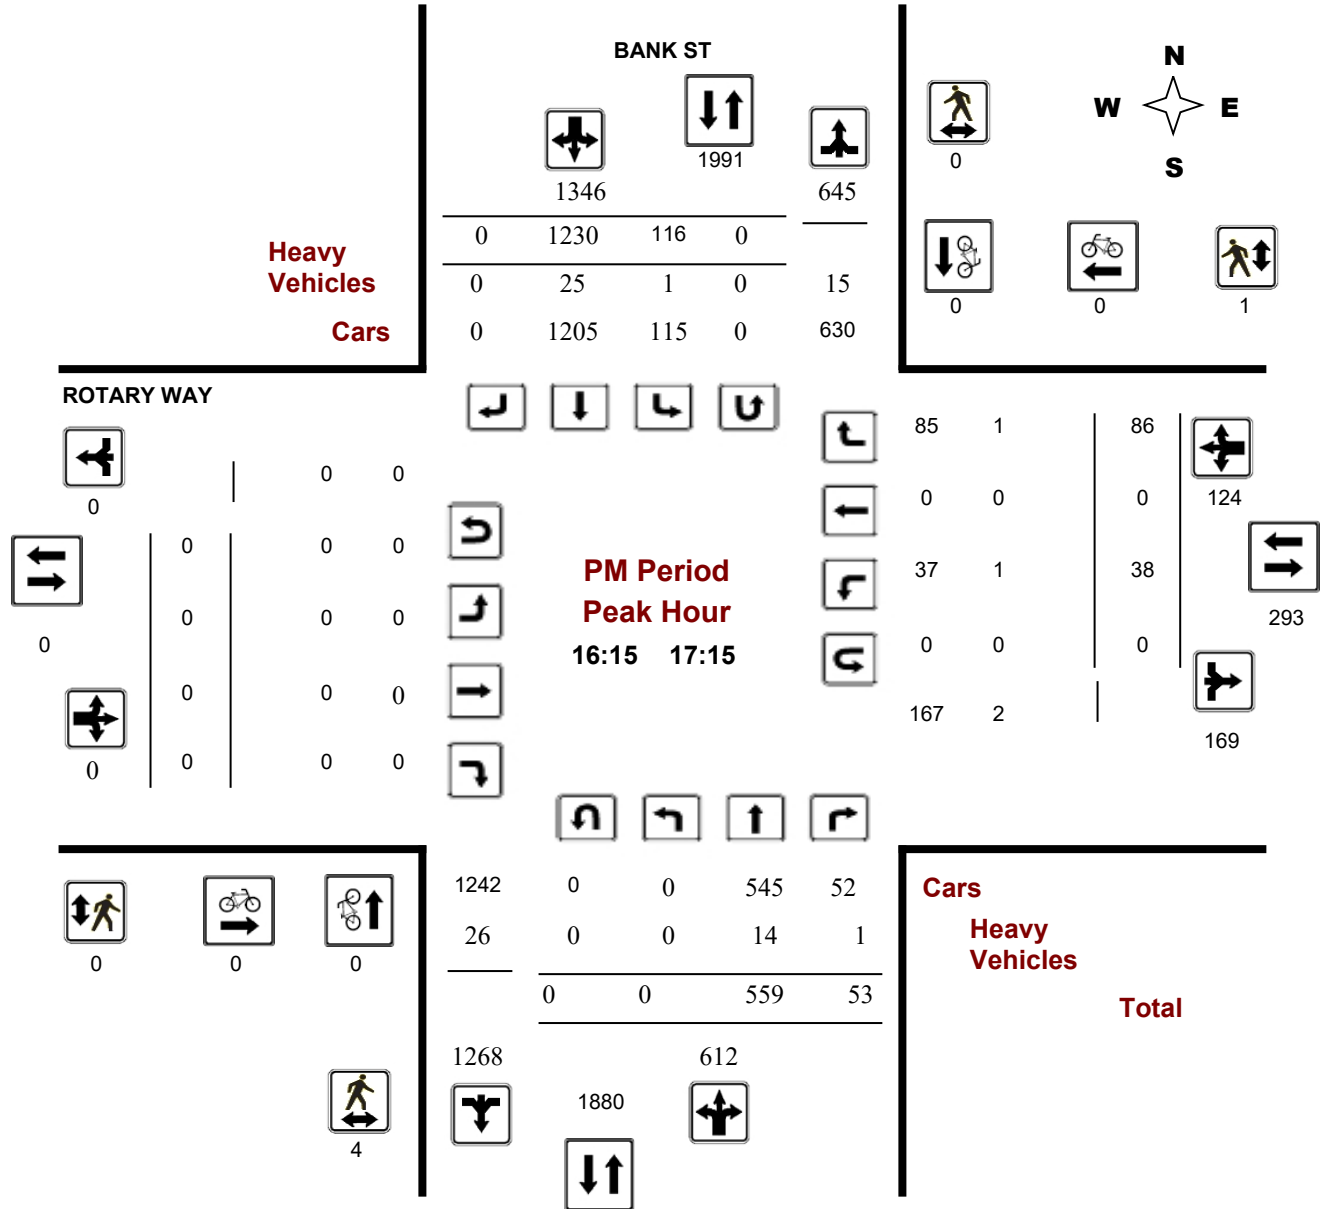 BANK ST
N
W E
S
1991
0
1346 645
0 1230 116 0
Heavy
Vehicles 0 25 1 0 15
0 0 1
Cars 0 1205 115 0 630
ROTARY WAY
85 1 86
0 0
0
0 0 0 124
0 0 0
PM Period
37 1 38
Peak Hour
0 0 0 293
16:15 17:15
0 0 0 0
0 0 0
167 2
169
0 0 0 0
1242 0 0 545 52 Cars
26 0 0 14 1 Heavy
Vehicles
0 0 0
0 0 559 53 Total
1268 612
1880
4